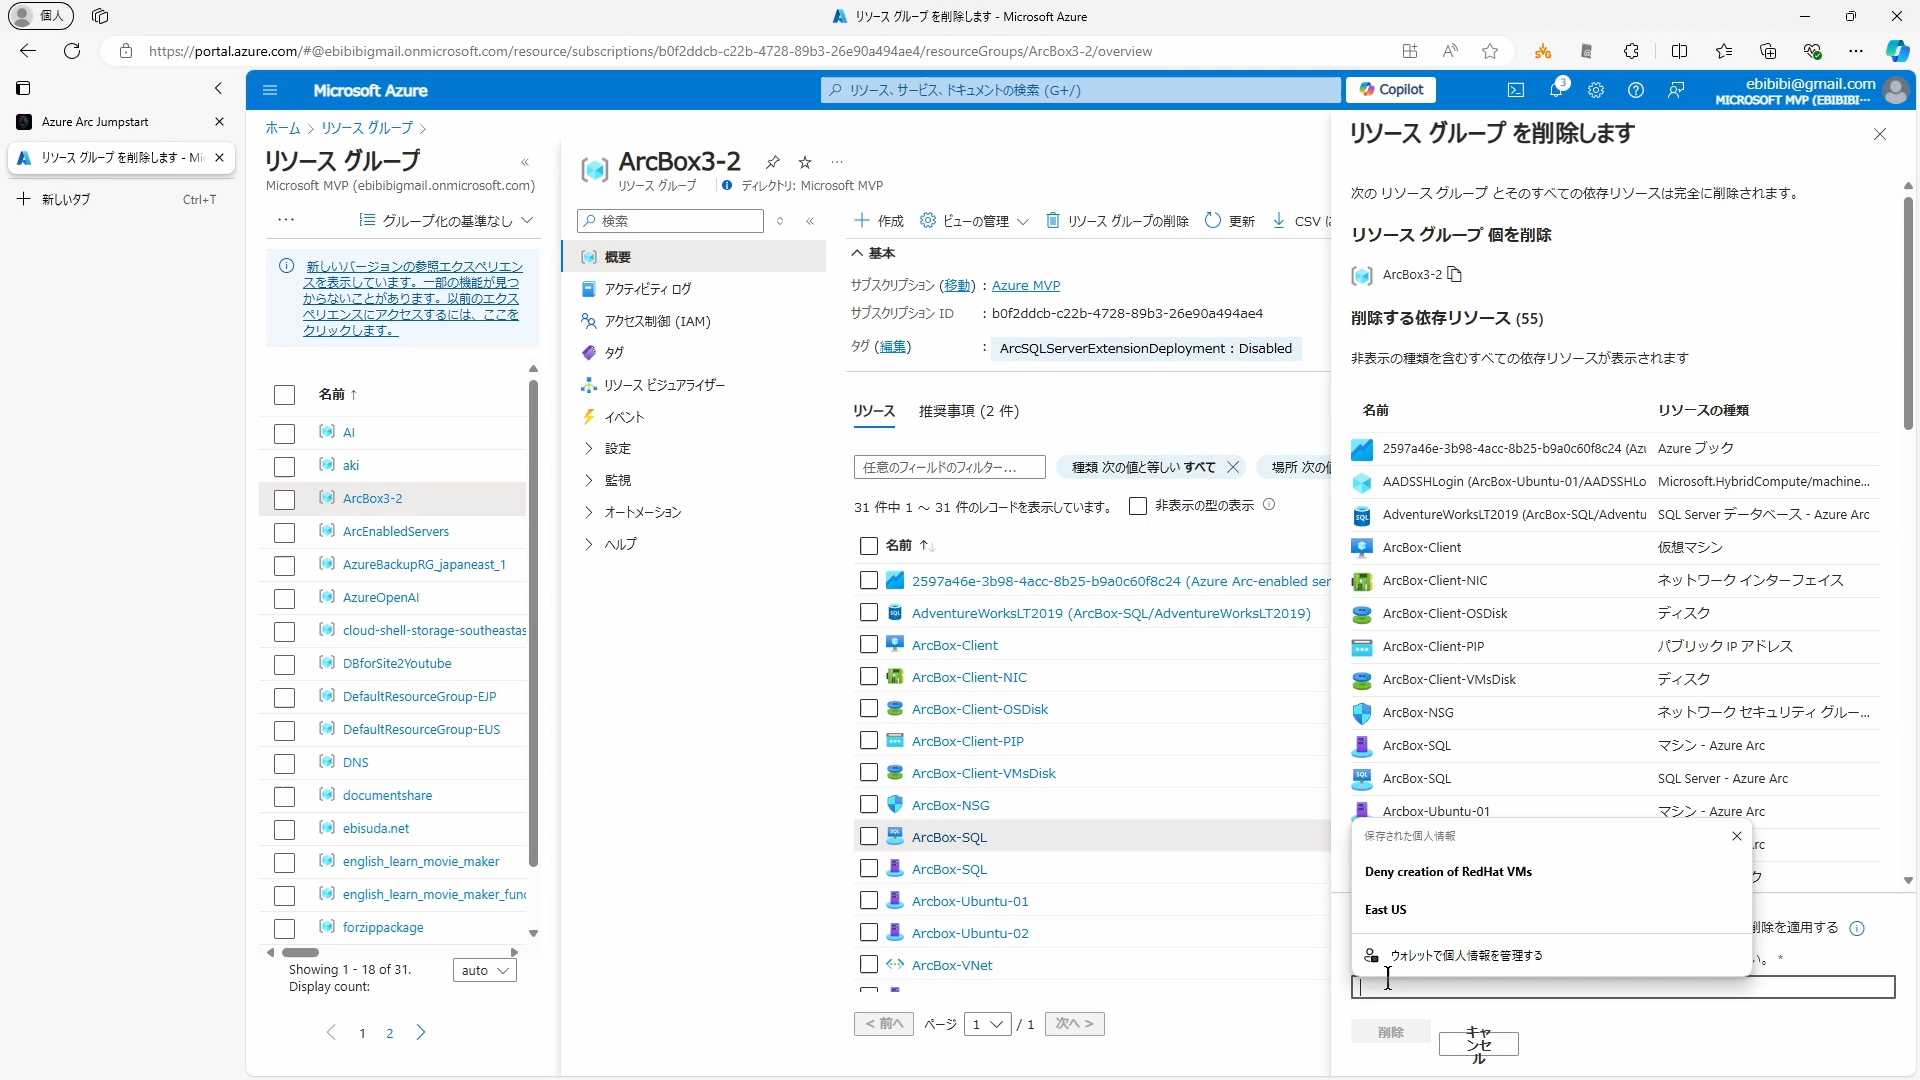 個人
リソース グループ を削除します - Microsoft Azure
https://portal.azure.com/#@ebibibigmail.onmicrosoft.com/resource/subscriptions/b0f2ddcb-c22b-4728-89b3-26e90a494ae4/resourceGroups/ArcBox3-2/overview
Azure Arc Jumpstart
リソース グループ を削除します - Mi
新しいタブ
Ctrl+T
Microsoft Azure
リソース、サービス、ドキュメントの検索 (G+/)
Copilot
3
ebibibi@gmail.com
MICROSOFT MVP (EBIBIBI...
ホーム
リソース グループ
リソース グループ
Microsoft MVP (ebibibigmail.onmicrosoft.com)
グループ化の基準なし
新しいバージョンの参照エクスペリエン
スを表示しています。一部の機能が見つ
からないことがあります。以前のエクス
ペリエンスにアクセスするには、ここを
クリックします。
名前 ↑
AI
aki
ArcBox3-2
ArcEnabledServers
AzureBackupRG_japaneast_1
AzureOpenAI
cloud-shell-storage-southeastas
DBforSite2Youtube
DefaultResourceGroup-EJP
DefaultResourceGroup-EUS
DNS
documentshare
ebisuda.net
english_learn_movie_maker
english_learn_movie_maker_func
forzippackage
Showing 1 - 18 of 31.
Display count:
auto
1
2
ArcBox3-2
リソース グループ
ディレクトリ: Microsoft MVP
検索
概要
アクティビティ ログ
アクセス制御 (IAM)
タグ
リソース ビジュアライザー
イベント
設定
監視
オートメーション
ヘルプ
作成
ビューの管理
リソース グループの削除
更新
CSV に
基本
サブスクリプション (移動) : Azure MVP
サブスクリプション ID : b0f2ddcb-c22b-4728-89b3-26e90a494ae4
タグ (編集) : ArcSQLServerExtensionDeployment : Disabled
リソース
推奨事項 (2 件)
任意のフィールドのフィルター...
種類 次の値と等しい すべて
場所 次の値
31 件中 1 ～ 31 件のレコードを表示しています。
非表示の型の表示
名前 ↑↓
2597a46e-3b98-4acc-8b25-b9a0c60f8c24 (Azure Arc-enabled ser
AdventureWorksLT2019 (ArcBox-SQL/AdventureWorksLT2019)
ArcBox-Client
ArcBox-Client-NIC
ArcBox-Client-OSDisk
ArcBox-Client-PIP
ArcBox-Client-VMsDisk
ArcBox-NSG
ArcBox-SQL
ArcBox-SQL
Arcbox-Ubuntu-01
Arcbox-Ubuntu-02
ArcBox-VNet
< 前へ
ページ
1
/ 1
次へ >
リソース グループ を削除します
次の リソース グループ とそのすべての依存リソースは完全に削除されます。
リソース グループ 個を削除
ArcBox3-2
削除する依存リソース (55)
非表示の種類を含むすべての依存リソースが表示されます
名前
リソースの種類
2597a46e-3b98-4acc-8b25-b9a0c60f8c24 (Azu
Azure ブック
AADSSHLogin (ArcBox-Ubuntu-01/AADSSHLo
Microsoft.HybridCompute/machine...
AdventureWorksLT2019 (ArcBox-SQL/Adventu
SQL Server データベース - Azure Arc
ArcBox-Client
仮想マシン
ArcBox-Client-NIC
ネットワーク インターフェイス
ArcBox-Client-OSDisk
ディスク
ArcBox-Client-PIP
パブリック IP アドレス
ArcBox-Client-VMsDisk
ディスク
ArcBox-NSG
ネットワーク セキュリティ グルー...
ArcBox-SQL
マシン - Azure Arc
ArcBox-SQL
SQL Server - Azure Arc
Arcbox-Ubuntu-01
マシン - Azure Arc
保存された個人情報
Deny creation of RedHat VMs
East US
ウォレットで個人情報を管理する
rc
ク
削除を適用する
い。 *
削除
キャ
ンセ
ル